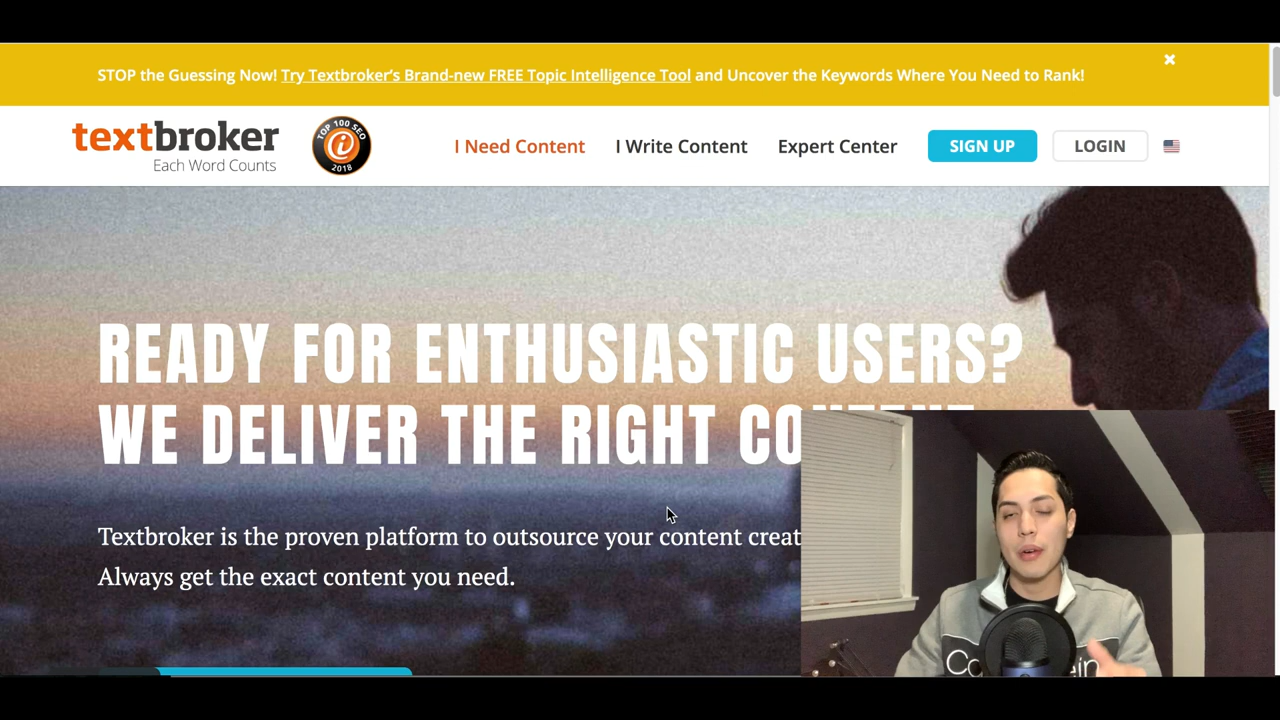 STOP the Guessing Now! Try Textbroker's Brand-new FREE Topic Intelligence Tool and Uncover the Keywords Where You Need to Rank!
textbroker
Each Word Counts
TOP 100 SEO
2018
I Need Content
I Write Content
Expert Center
SIGN UP
LOGIN
READY FOR ENTHUSIASTIC USERS?
WE DELIVER THE RIGHT
Textbroker is the proven platform to outsource your content
Always get the exact content you need.